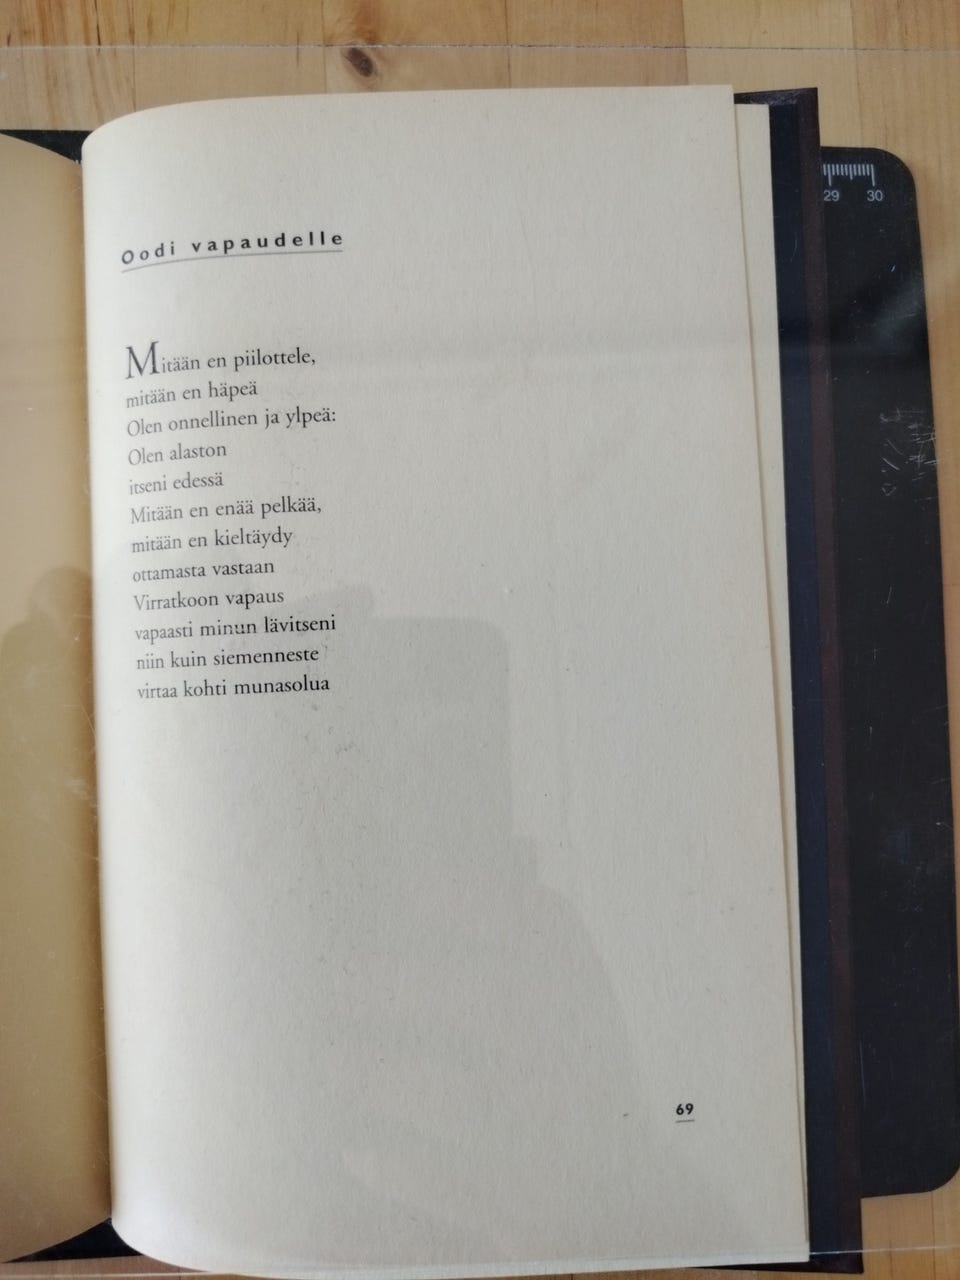 Oodi vapaudelle
Mitään en piilottele,
mitään en häpeä
Olen onnellinen ja ylpeä:
Olen alaston
itseni edessä
Mitään en enää pelkää,
mitään en kieltäydy
ottamasta vastaan
Virratkoon vapaus
vapaasti minun lävitseni
niin kuin siemenneste
virtaa kohti munasolua
69
29 30